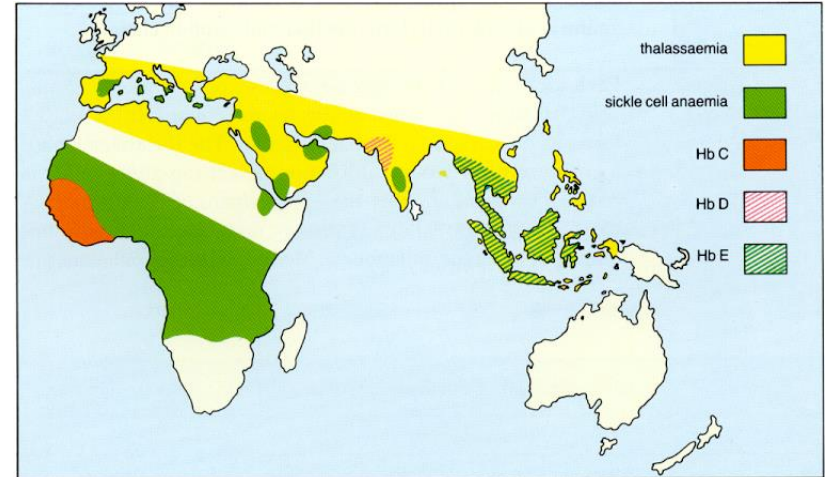 thalassaemia
sickle cell anaemia
Hb C
Hb D
Hb E